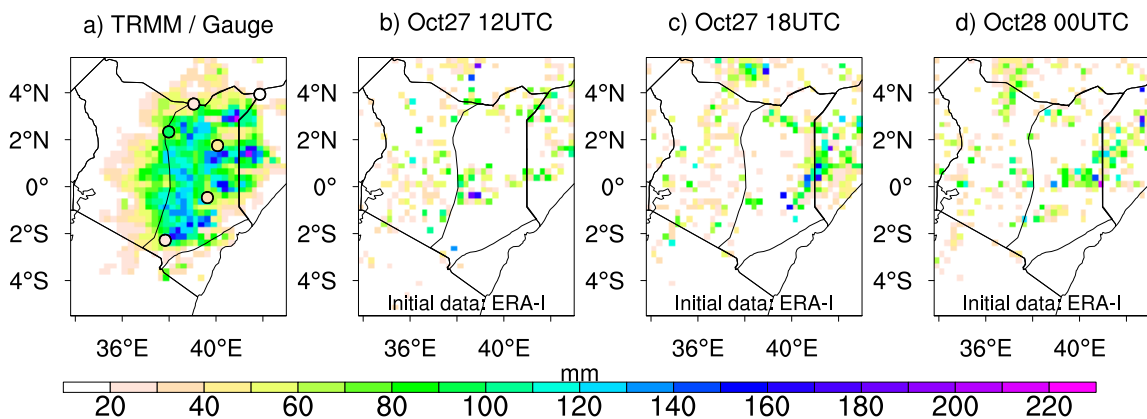 a) TRMM / Gauge
b) Oct27 12UTC
c) Oct27 18UTC
d) Oct28 00UTC
4°N
2°N
0°
2°S
4°S
4°N
2°N
0°
2°S
4°S
4°N
2°N
0°
2°S
4°S
4°N
2°N
0°
2°S
4°S
Initial data: ERA-I
Initial data: ERA-I
Initial data: ERA-I
36°E 40°E
36°E 40°E
36°E 40°E
36°E 40°E
mm
20 40 60 80 100 120 140 160 180 200 220